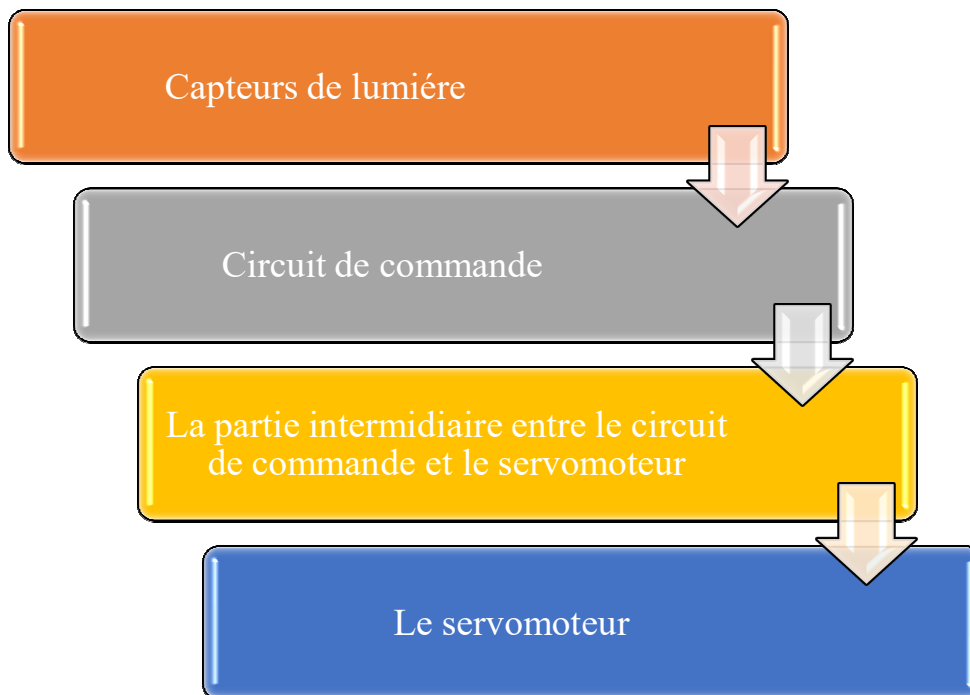 Capteurs de lumiére
Circuit de commande
La partie intermidiaire entre le circuit
de commande et le servomoteur
Le servomoteur